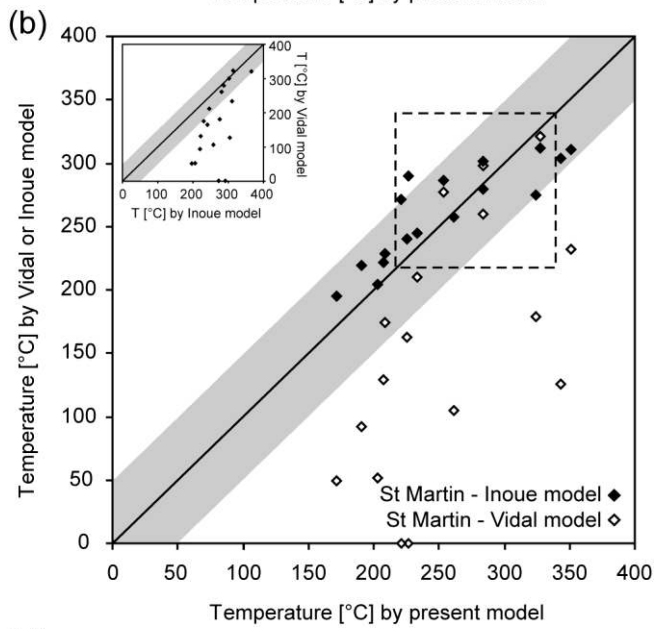 (b)
400
350
300
250
200
150
100
50
0
0 50 100 150 200 250 300 350 400
Temperature [°C] by Vidal or Inoue model
Temperature [°C] by present model
400
300
200
100
0
0 100 200 300 400
T [°C] by Vidal model
T [°C] by Inoue model
St Martin - Inoue model
St Martin - Vidal model